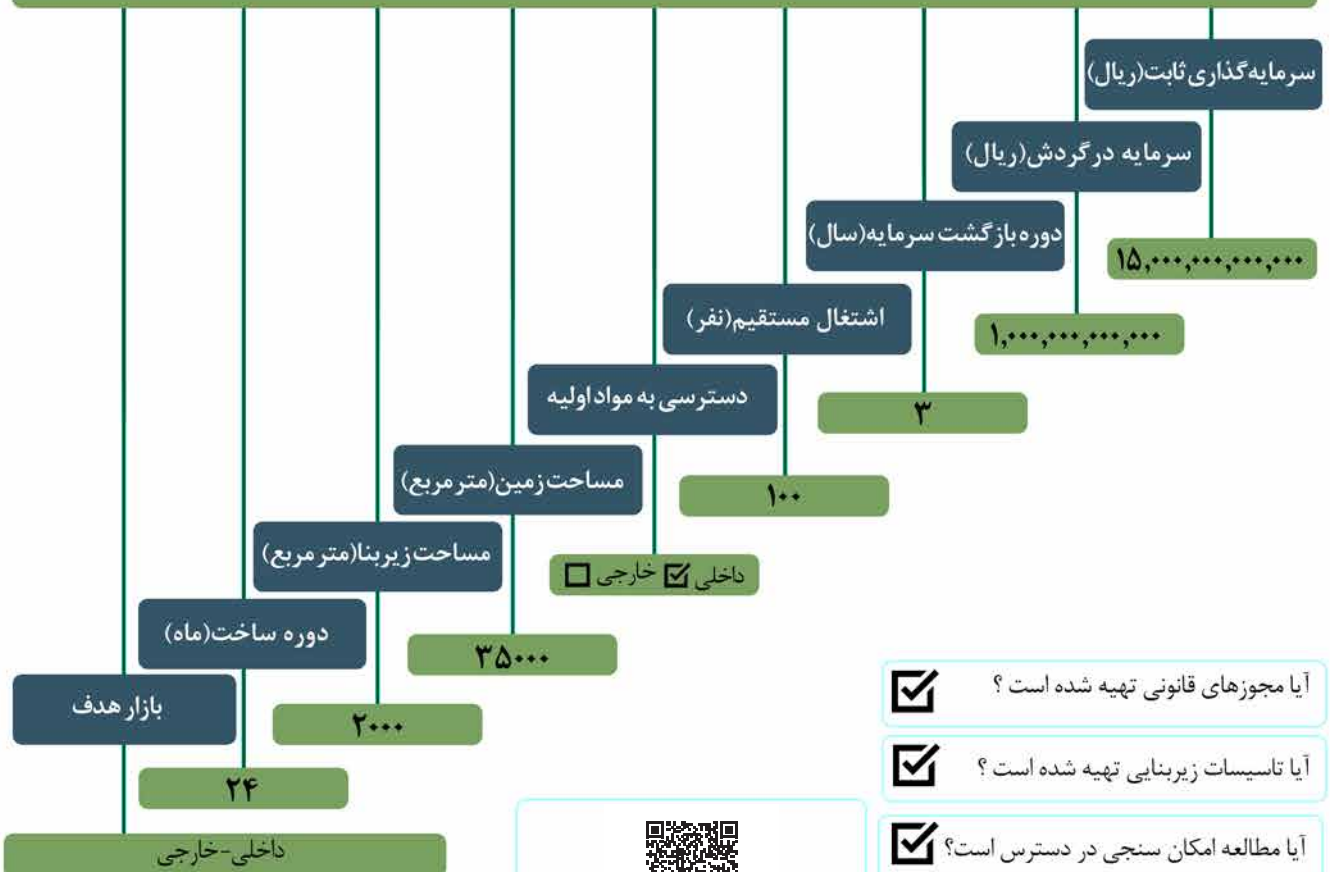 سرمایه‌گذاری ثابت(ریال)
۱۵,۰۰۰,۰۰۰,۰۰۰,۰۰۰
سرمایه در گردش(ریال)
۱,۰۰۰,۰۰۰,۰۰۰,۰۰۰
دوره بازگشت سرمایه(سال)
۳
اشتغال مستقیم(نفر)
۱۰۰
دسترسی به مواد اولیه
داخلی ☑ خارجی ☐
مساحت زمین(متر مربع)
۳۵۰۰۰
مساحت زیربنا(متر مربع)
۲۰۰۰
دوره ساخت(ماه)
۲۴
بازار هدف
داخلی-خارجی
آیا مجوزهای قانونی تهیه شده است ؟ ☑
آیا تاسیسات زیربنایی تهیه شده است ؟ ☑
آیا مطالعه امکان سنجی در دسترس است؟ ☑